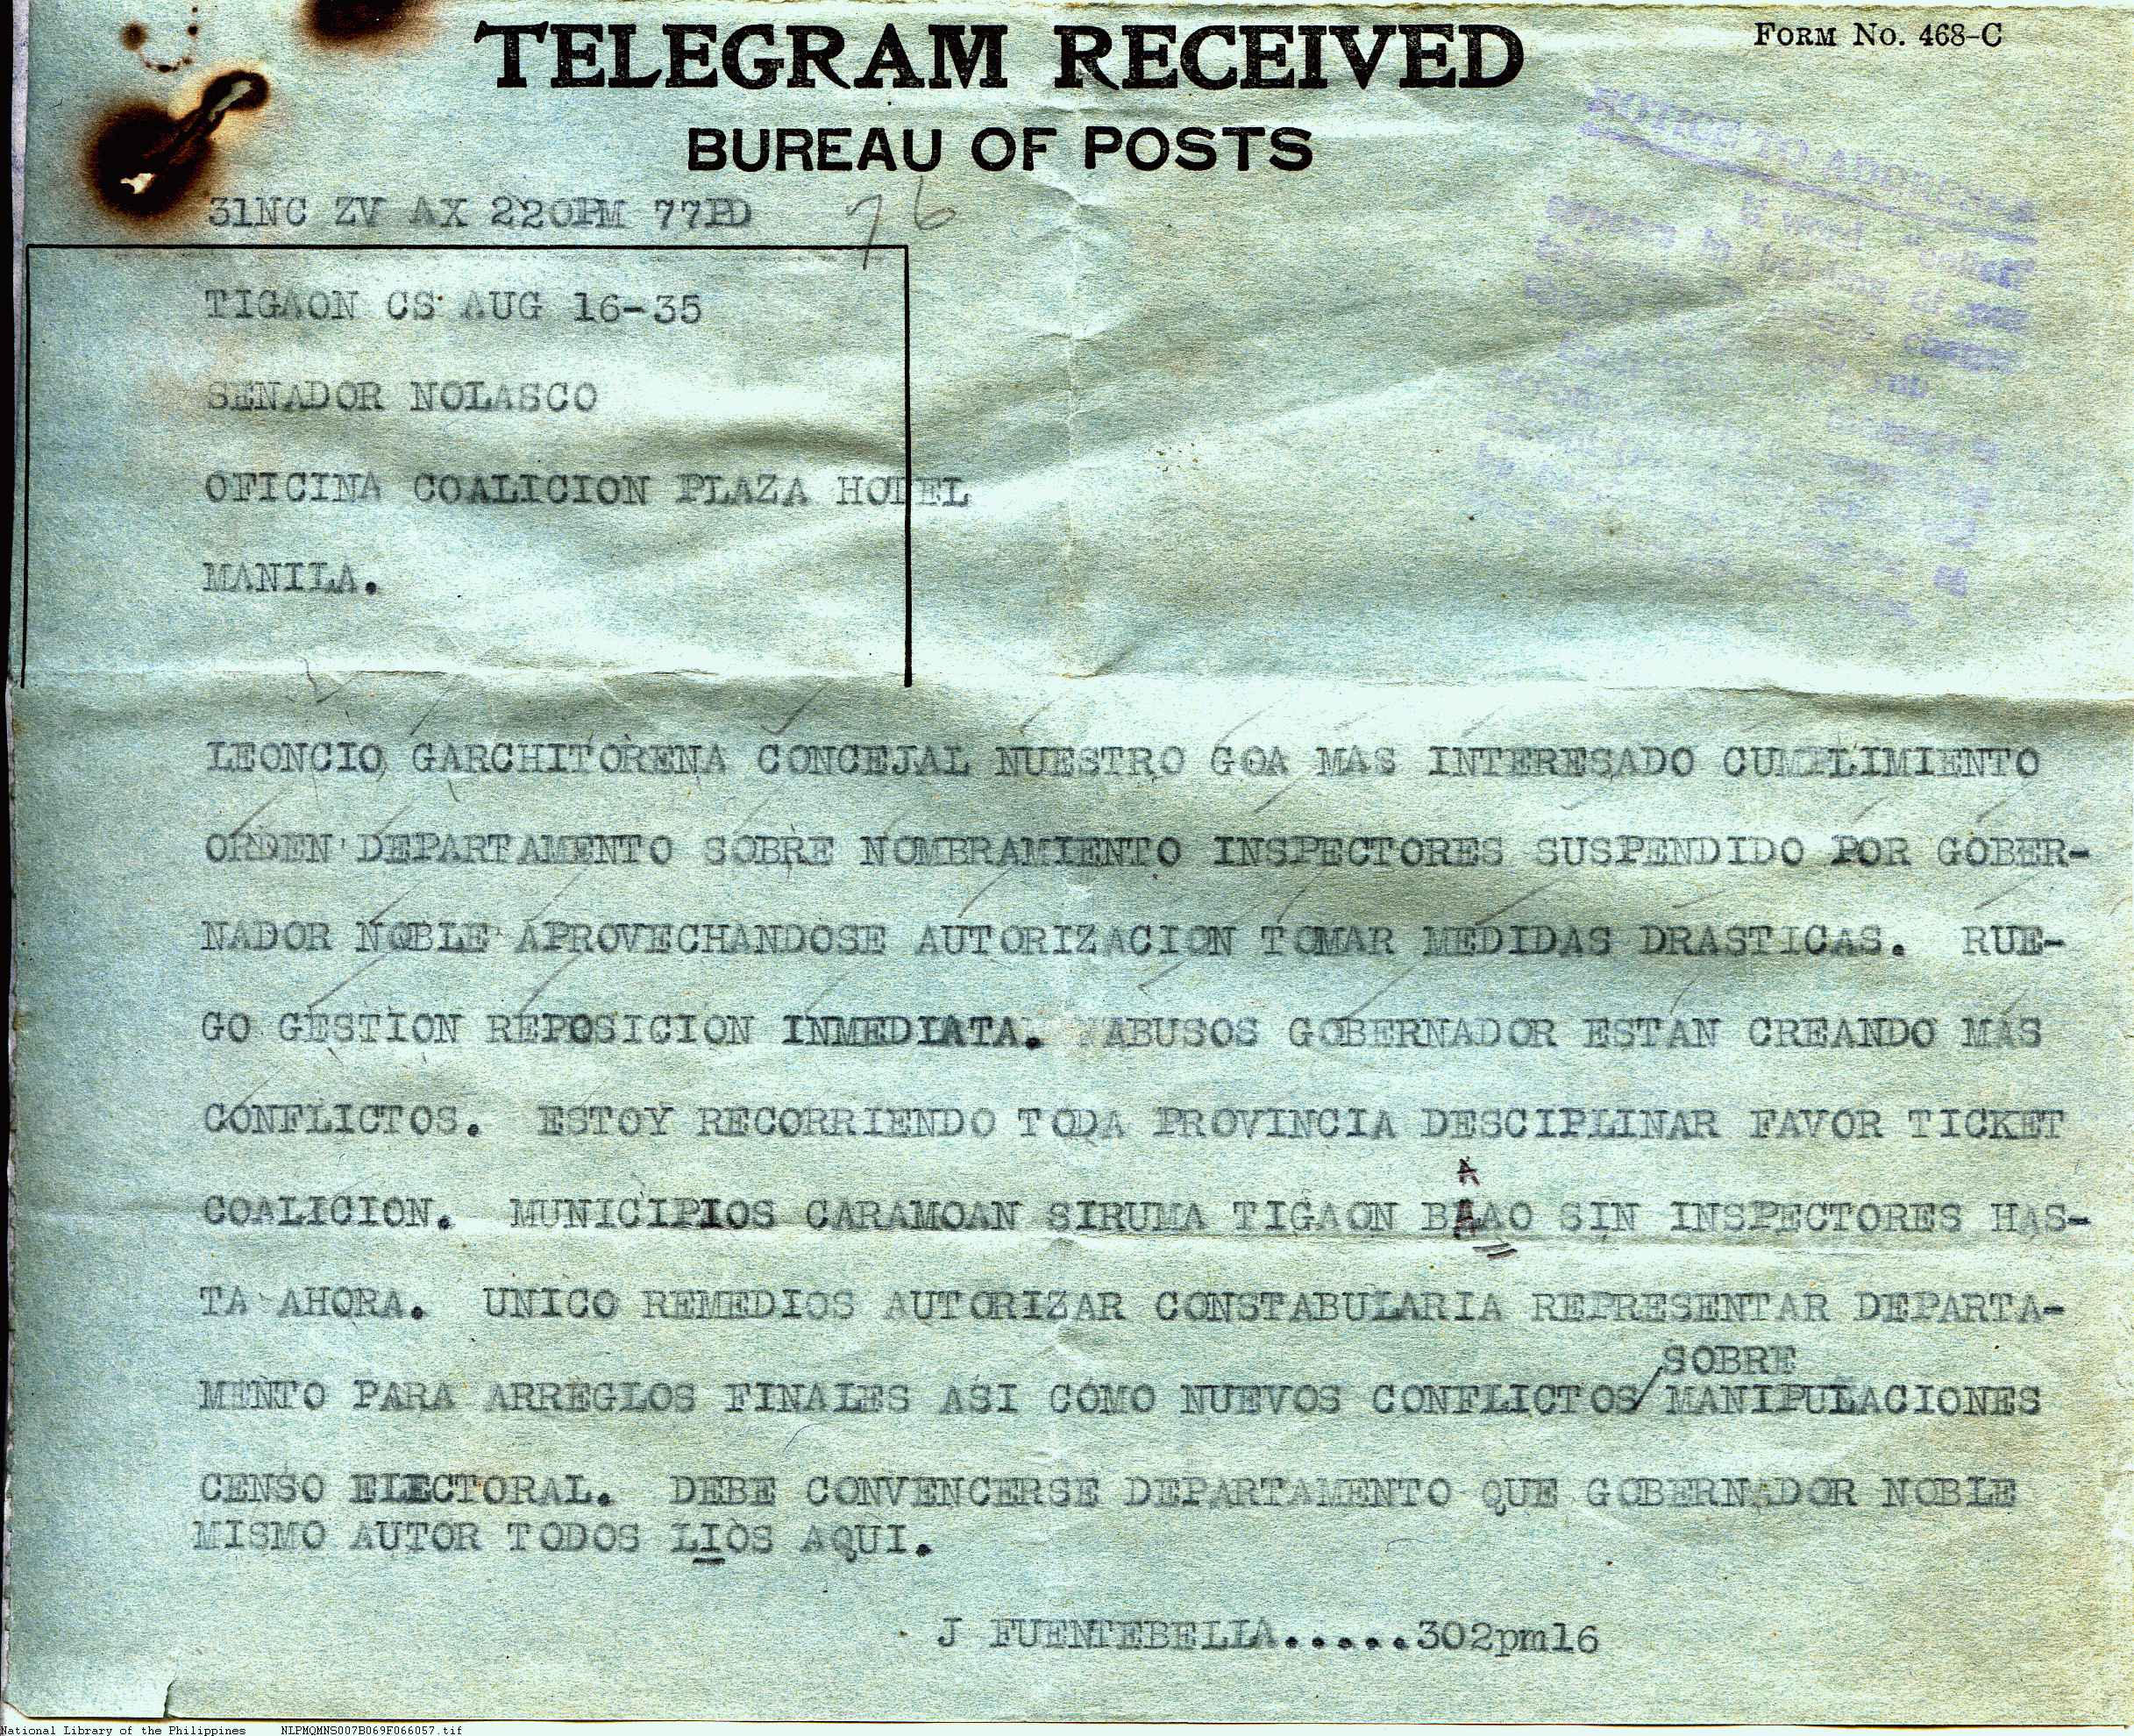 FORM No. 468-C
TELEGRAM RECEIVED
BUREAU OF POSTS
31NC ZV AX 220PM 77PD
76
TIGAON CS AUG 16-35
SENADOR NOLASCO
OFICINA COALICION PLAZA HOTEL
MANILA.
NOTICE TO ADDRESSEE
LEONCIO GARCHITORENA CONCEJAL NUESTRO GOA MAS INTERESADO CUMPLIMIENTO
ORDEN DEPARTAMENTO SOBRE NOMBRAMIENTO INSPECTORES SUSPENDIDO POR GOBER-
NADOR NOBLE APROVECHANDOSE AUTORIZACION TOMAR MEDIDAS DRASTICAS. RUE-
GO GESTION REPOSICION INMEDIATA. ABUSOS GOBERNADOR ESTAN CREANDO MAS
CONFLICTOS. ESTOY RECORRIENDO TODA PROVINCIA DESCIPLINAR FAVOR TICKET
A
COALICION. MUNICIPIOS CARAMOAN SIRUMA TIGAON BAAO SIN INSPECTORES HAS-
TA AHORA. UNICO REMEDIOS AUTORIZAR CONSTABULARIA REPRESENTAR DEPARTA-
SOBRE
MENTO PARA ARREGLOS FINALES ASI COMO NUEVOS CONFLICTOS/MANIPULACIONES
CENSO ELECTORAL. DEBE CONVENCERSE DEPARTAMENTO QUE GOBERNADOR NOBLE
MISMO AUTOR TODOS LIOS AQUI.
J FUENTEBELLA.....302pm16
National Library of the Philippines NLPMQMNS007B069F066057.tif